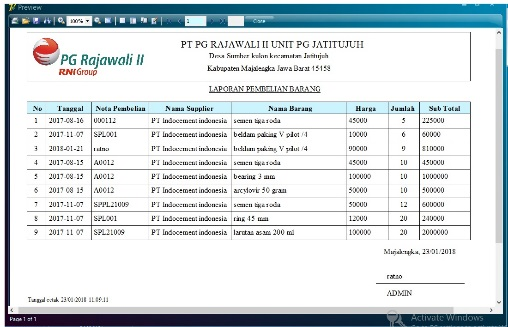 Preview
100%
1
Close
PG Rajawali II
RNI Group
PT PG RAJAWALI II UNIT PG JATITUJUH
Desa Sumber kulon kecamatan Jatitujuh
Kabupaten Majalengka Jawa Barat 45458
LAPORAN PEMBELIAN BARANG
No Tanggal Nota Pembelian Nama Supplier Nama Barang Harga Jumlah Sub Total
1 2017-08-16 000112 PT Indocement indonesia semen tiga roda 45000 5 225000
2 2017-11-07 SPL001 PT Indocement indonesia beldam paking V pilot /4 10000 6 60000
3 2018-01-21 ratno PT Indocement indonesia beldam paking V pilot /4 90000 9 810000
4 2017-08-15 A0012 PT Indocement indonesia semen tiga roda 45000 10 450000
5 2017-08-15 A0012 PT Indocement indonesia bearing 3 mm 100000 10 1000000
6 2017-08-15 A0012 PT Indocement indonesia arcylovir 50 gram 50000 10 500000
7 2017-11-07 SPPL21009 PT Indocement indonesia semen tiga roda 50000 12 600000
8 2017-11-07 SPL001 PT Indocement indonesia ring 45 mm 12000 20 240000
9 2017-11-07 SPL21009 PT Indocement indonesia larutan asam 200 ml 100000 20 2000000
Majalengka, 23/01/2018
ratno
ADMIN
Tanggal cetak 23/01/2018 11:09:11
Activate Windows
Page 1 of 1